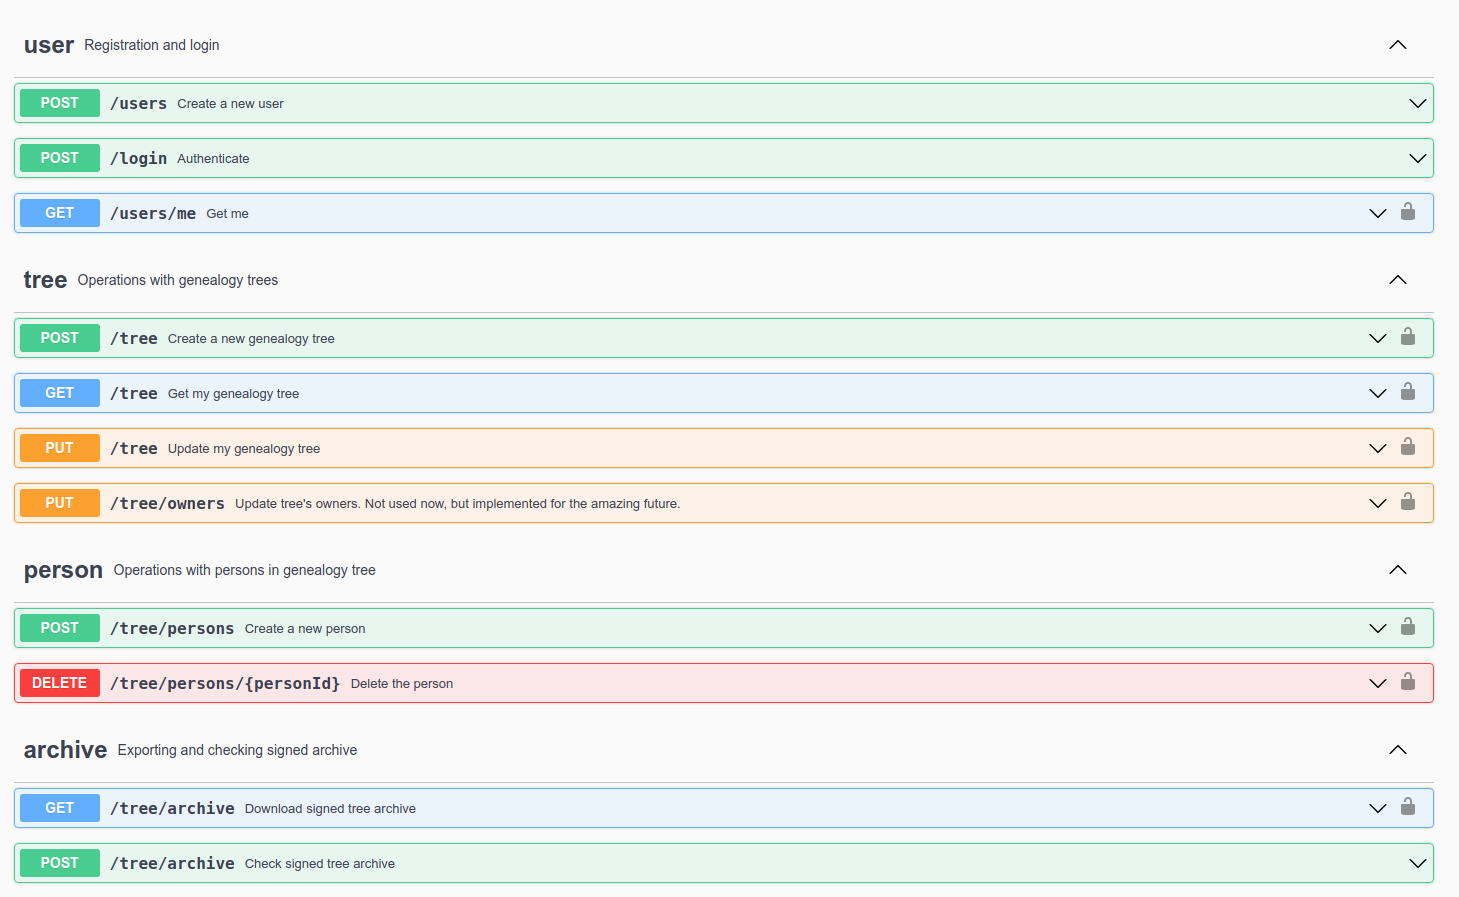 user Registration and login
POST /users Create a new user
POST /login Authenticate
GET /users/me Get me
tree Operations with genealogy trees
POST /tree Create a new genealogy tree
GET /tree Get my genealogy tree
PUT /tree Update my genealogy tree
PUT /tree/owners Update tree's owners. Not used now, but implemented for the amazing future.
person Operations with persons in genealogy tree
POST /tree/persons Create a new person
DELETE /tree/persons/{personId} Delete the person
archive Exporting and checking signed archive
GET /tree/archive Download signed tree archive
POST /tree/archive Check signed tree archive